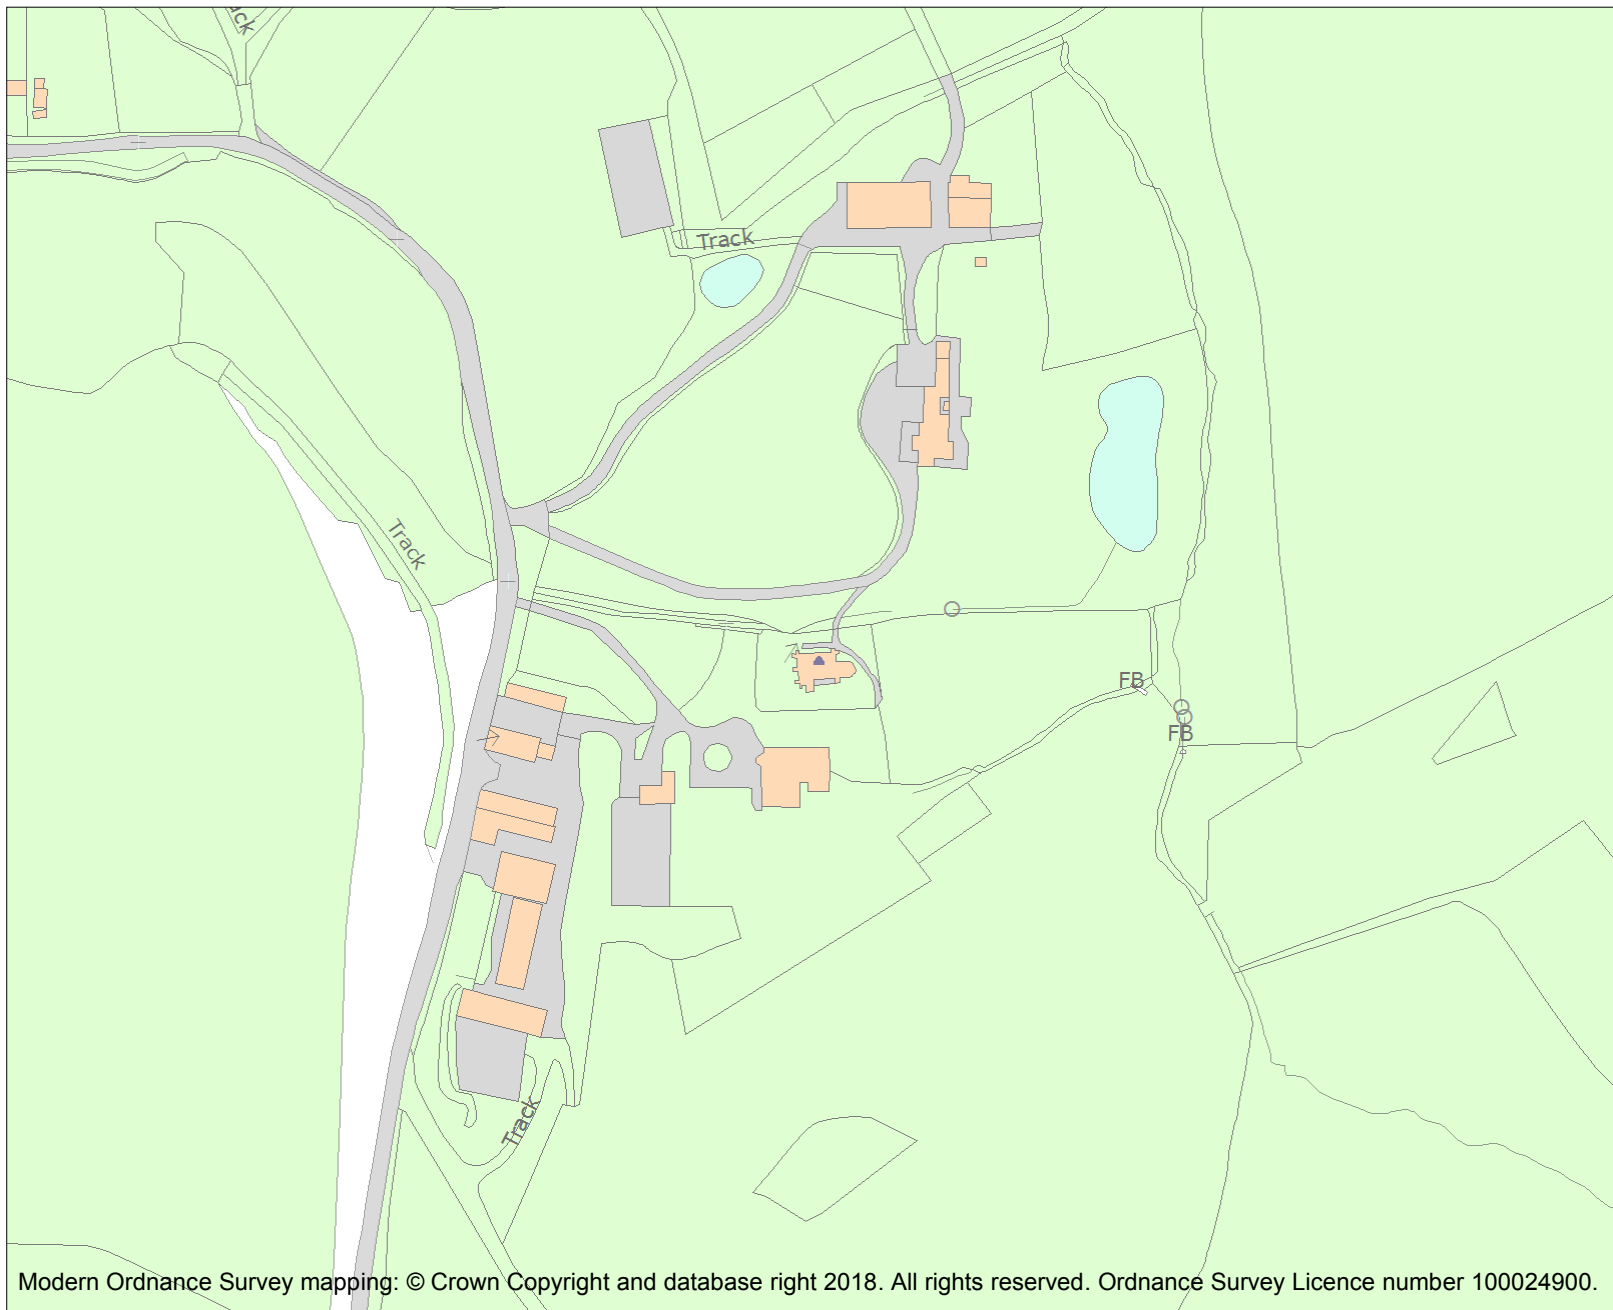 Track
Track
FB
FB
Track
Modern Ordnance Survey mapping: © Crown Copyright and database right 2018. All rights reserved. Ordnance Survey Licence number 100024900.